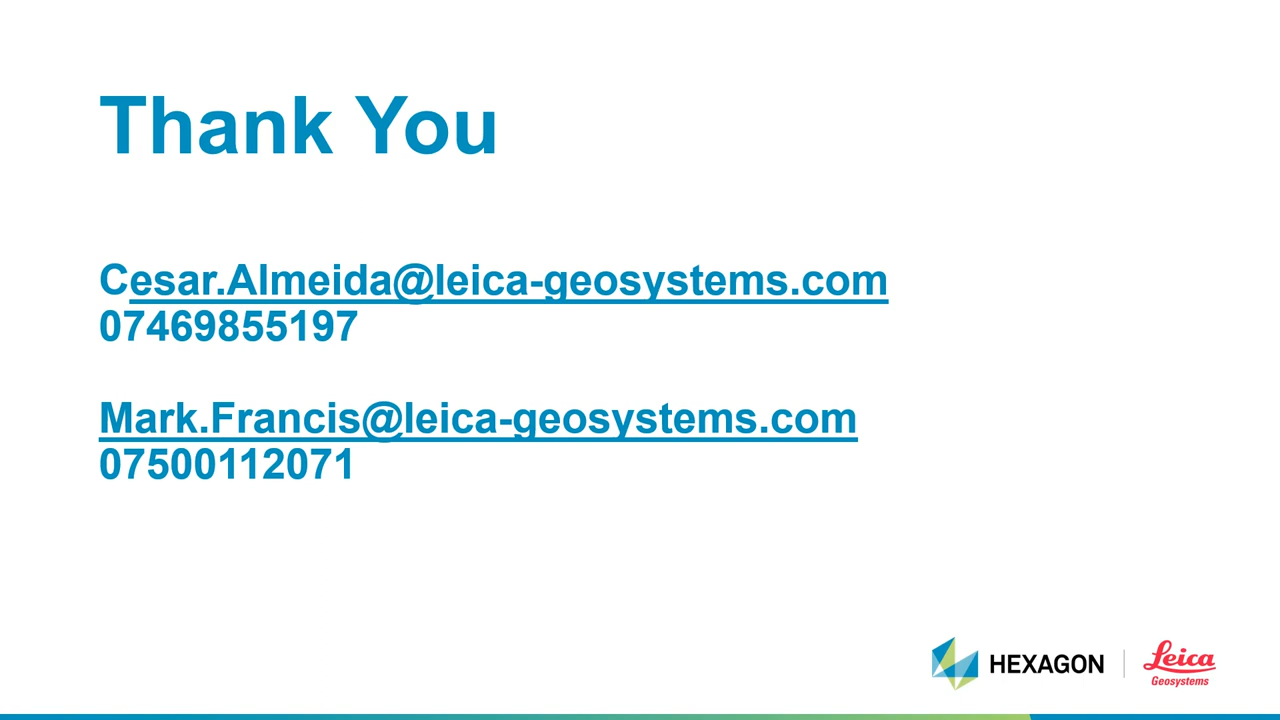 Thank You
Cesar.Almeida@leica-geosystems.com
07469855197
Mark.Francis@leica-geosystems.com
07500112071
HEXAGON
Leica
Geosystems